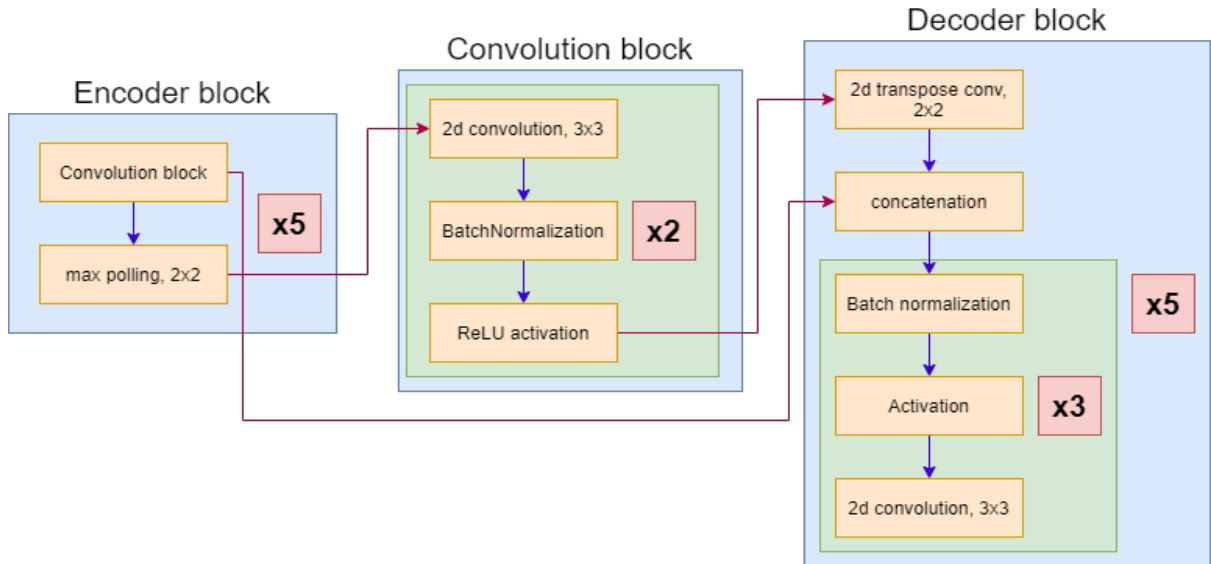 Encoder block
Convolution block
max polling, 2x2
x5
Convolution block
2d convolution, 3x3
BatchNormalization
ReLU activation
x2
Decoder block
2d transpose conv,
2x2
concatenation
Batch normalization
Activation
2d convolution, 3x3
x3
x5